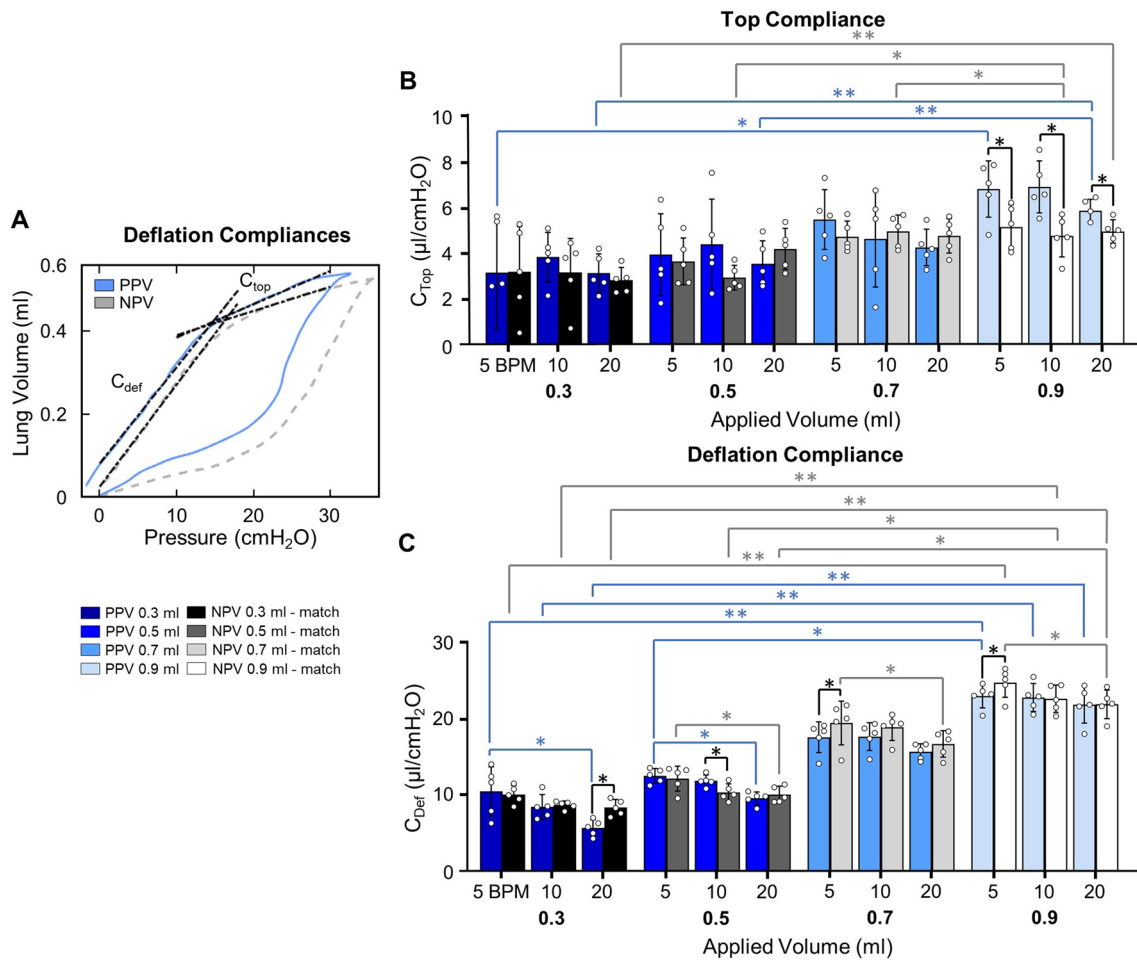 A
Deflation Compliances
PPV
NPV
C_top
C_def
Lung Volume (ml)
0.6
0.4
0.2
0
0 10 20 30
Pressure (cmH₂O)
PPV 0.3 ml NPV 0.3 ml - match
PPV 0.5 ml NPV 0.5 ml - match
PPV 0.7 ml NPV 0.7 ml - match
PPV 0.9 ml NPV 0.9 ml - match
B
Top Compliance
** * * ** ** * * * *
C_Top (µl/cmH₂O)
10
8
6
4
2
0
5 BPM 10 20 5 10 20 5 10 20 5 10 20
0.3 0.5 0.7 0.9
Applied Volume (ml)
C
Deflation Compliance
**
**
*
*
**
**
**
**
*
*
*
* *
* *
* * *
C_Def (µl/cmH₂O)
30
20
10
0
5 BPM 10 20 5 10 20 5 10 20 5 10 20
0.3 0.5 0.7 0.9
Applied Volume (ml)